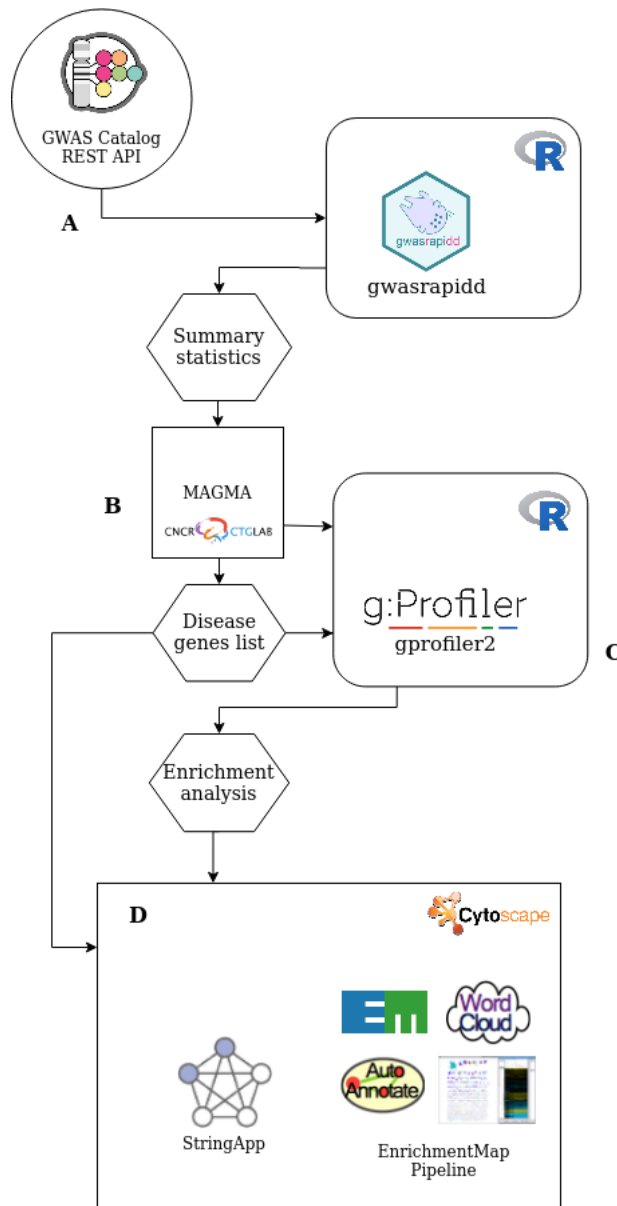 GWAS Catalog
REST API
A
R
gwasrapidd
gwasrapidd
Summary
statistics
B
MAGMA
CNCR CTGLAB
R
g:Profiler
gprofiler2
Disease
genes list
C
Enrichment
analysis
D
Cytoscape
EM
Word
Cloud
Auto
Annotate
StringApp
EnrichmentMap
Pipeline